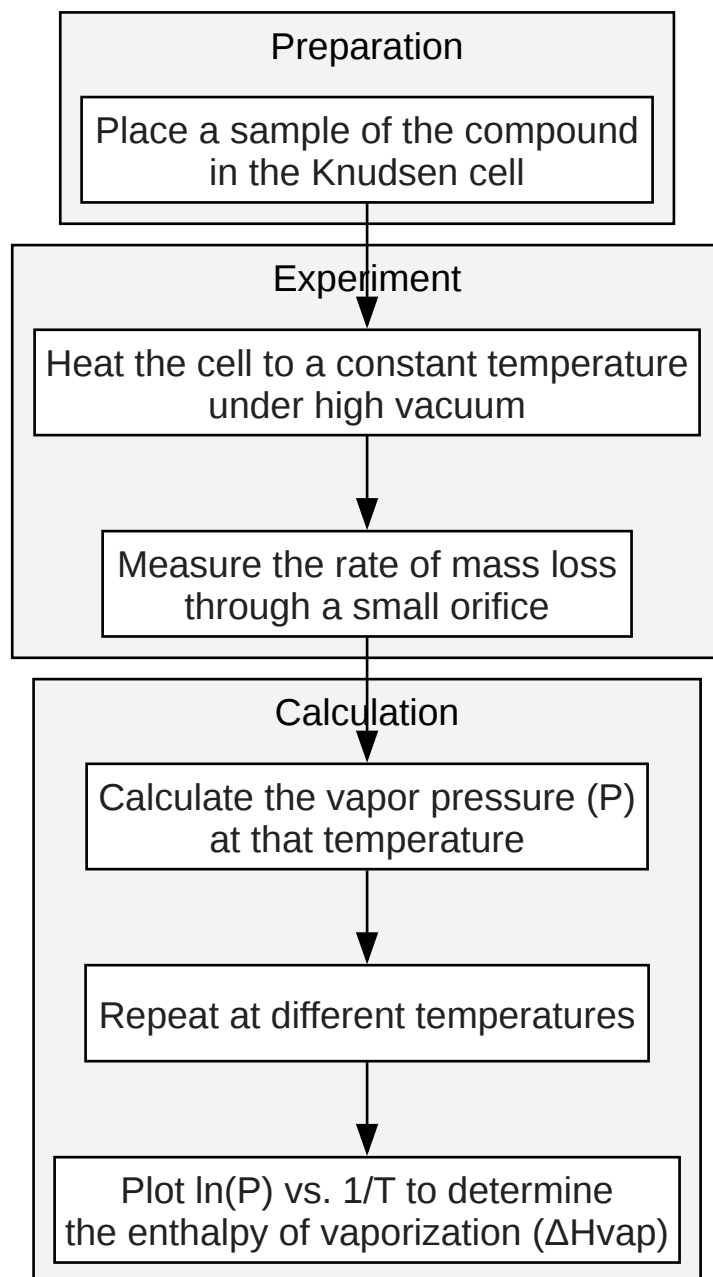 Preparation
Place a sample of the compound
in the Knudsen cell
Experiment
Heat the cell to a constant temperature
under high vacuum
Measure the rate of mass loss
through a small orifice
Calculation
Calculate the vapor pressure (P)
at that temperature
Repeat at different temperatures
Plot ln(P) vs. 1/T to determine
the enthalpy of vaporization (ΔHvap)